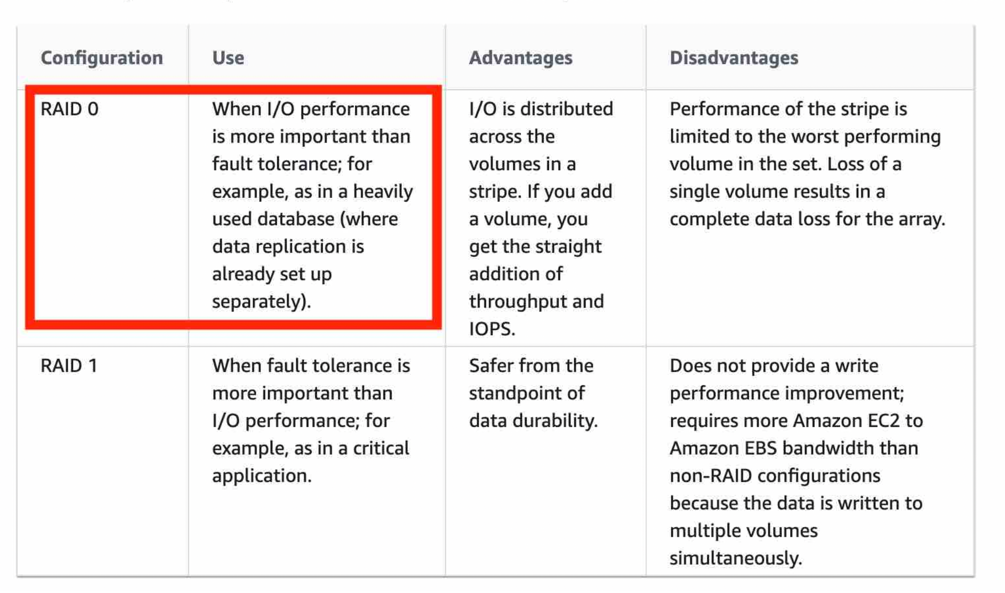 Configuration
Use
Advantages
Disadvantages
RAID 0
When I/O performance
is more important than
fault tolerance; for
example, as in a heavily
used database (where
data replication is
already set up
separately).
I/O is distributed
across the
volumes in a
stripe. If you add
a volume, you
get the straight
addition of
throughput and
IOPS.
Performance of the stripe is
limited to the worst performing
volume in the set. Loss of a
single volume results in a
complete data loss for the array.
RAID 1
When fault tolerance is
more important than
I/O performance; for
example, as in a critical
application.
Safer from the
standpoint of
data durability.
Does not provide a write
performance improvement;
requires more Amazon EC2 to
Amazon EBS bandwidth than
non-RAID configurations
because the data is written to
multiple volumes
simultaneously.